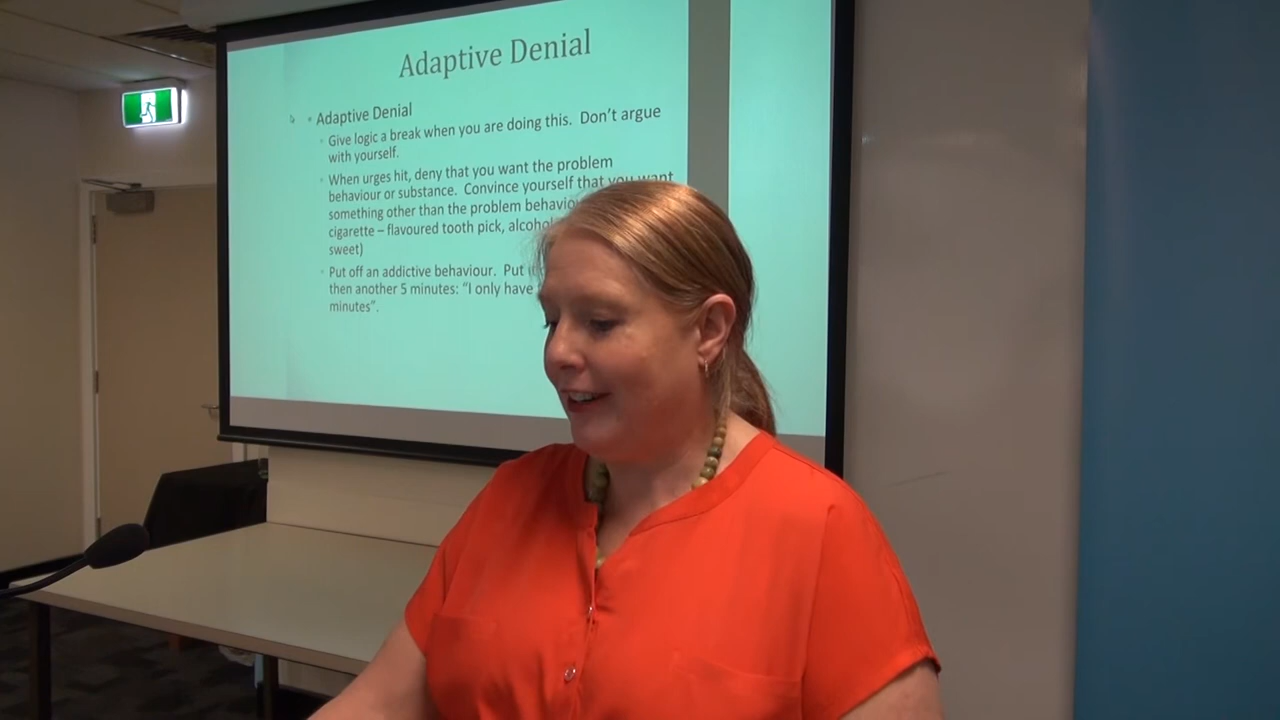 Adaptive Denial
• Adaptive Denial
• Give logic a break when you are doing this. Don't argue
with yourself.
• When urges hit, deny that you want the problem
behaviour or substance. Convince yourself that you want
something other than the problem
cigarette – flavoured tooth pick,
sweet)
• Put off an addictive behaviour. Put
then another 5 minutes: "I only have
minutes".